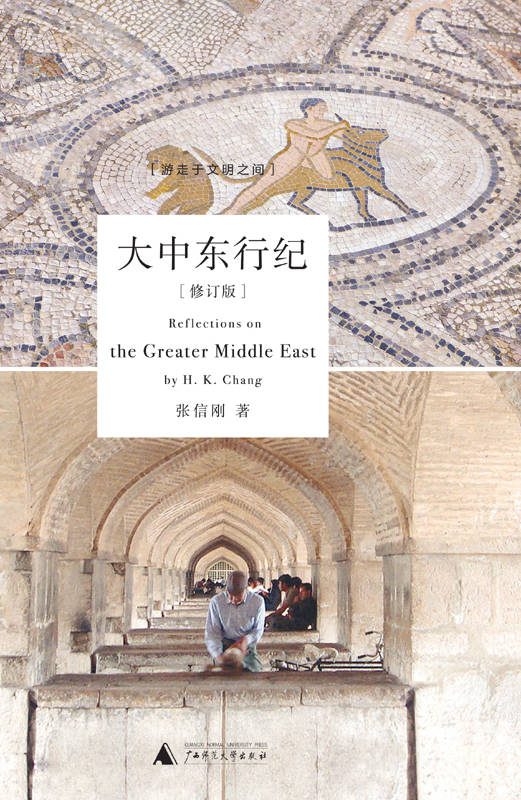 [游走于文明之间]
大中东行纪
[修订版]
Reflections on
the Greater Middle East
by H. K. Chang
张信刚 著
GUANGXI NORMAL UNIVERSITY PRESS
广西师范大学出版社